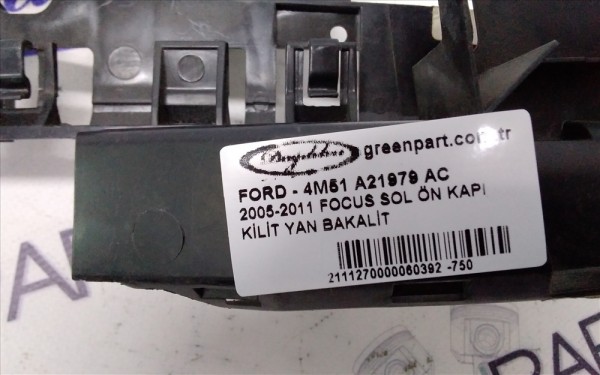 greenpart.com.tr
FORD - 4M51 A21979 AC
2005-2011 FOCUS SOL ÖN KAPI
KİLİT YAN BAKALİT
2111270000060392 -750